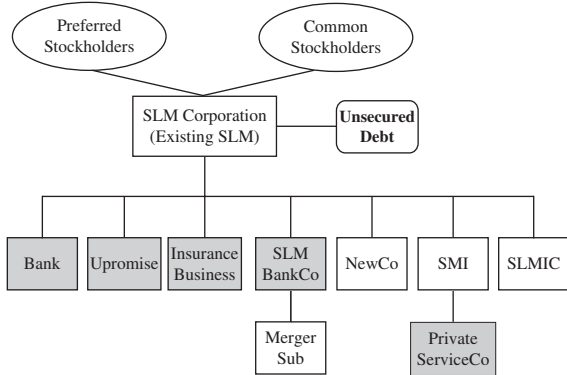 Preferred
Stockholders
Common
Stockholders
SLM Corporation
(Existing SLM)
Unsecured
Debt
Bank
Upromise
Insurance
Business
SLM
BankCo
NewCo
SMI
SLMIC
Merger
Sub
Private
ServiceCo